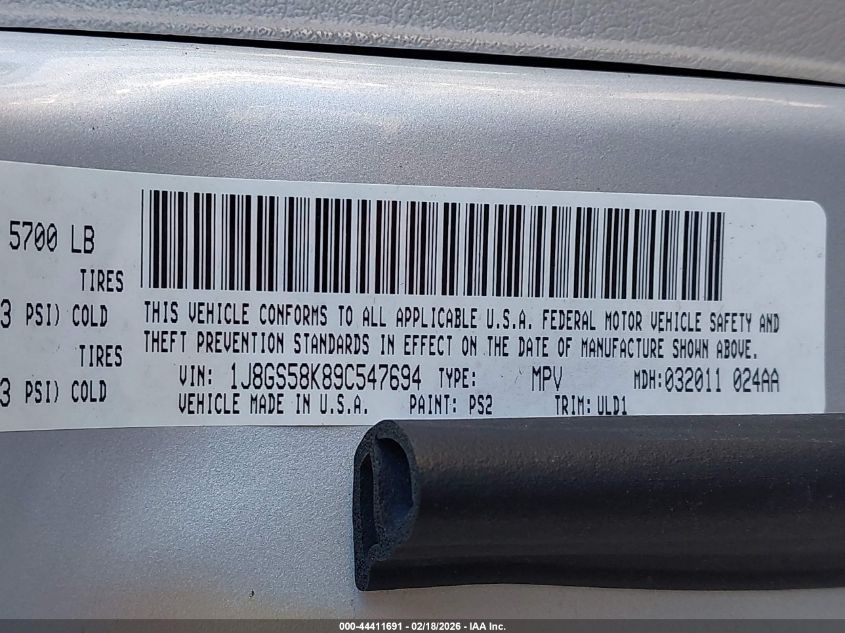 5700 LB
TIRES
3 PSI) COLD
TIRES
3 PSI) COLD
THIS VEHICLE CONFORMS TO ALL APPLICABLE U.S.A. FEDERAL MOTOR VEHICLE SAFETY AND
THEFT PREVENTION STANDARDS IN EFFECT ON THE DATE OF MANUFACTURE SHOWN ABOVE.
VIN: 1J8GS58K89C547694 TYPE: MPV MDH:032011 024AA
VEHICLE MADE IN U.S.A. PAINT: PS2 TRIM: ULD1
000-44411691 - 02/18/2026 - IAA Inc.